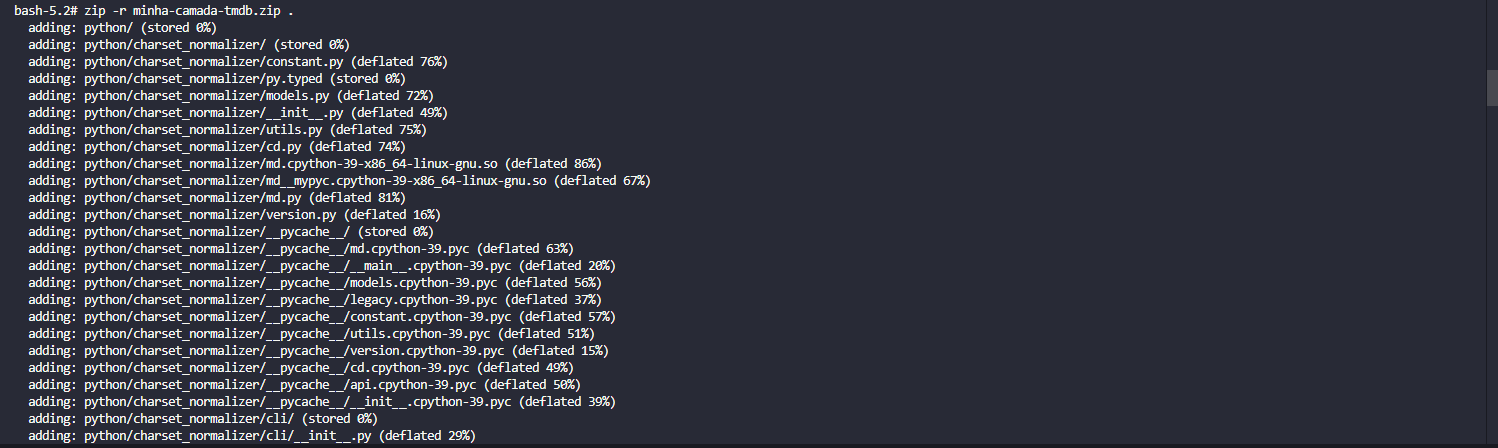 bash-5.2# zip -r minha-camada-tmdb.zip .
adding: python/ (stored 0%)
adding: python/charset_normalizer/ (stored 0%)
adding: python/charset_normalizer/constant.py (deflated 76%)
adding: python/charset_normalizer/py.typed (stored 0%)
adding: python/charset_normalizer/models.py (deflated 72%)
adding: python/charset_normalizer/__init__.py (deflated 49%)
adding: python/charset_normalizer/utils.py (deflated 75%)
adding: python/charset_normalizer/cd.py (deflated 74%)
adding: python/charset_normalizer/md.cpython-39-x86_64-linux-gnu.so (deflated 86%)
adding: python/charset_normalizer/md__mypyc.cpython-39-x86_64-linux-gnu.so (deflated 67%)
adding: python/charset_normalizer/md.py (deflated 81%)
adding: python/charset_normalizer/version.py (deflated 16%)
adding: python/charset_normalizer/__pycache__/ (stored 0%)
adding: python/charset_normalizer/__pycache__/md.cpython-39.pyc (deflated 63%)
adding: python/charset_normalizer/__pycache__/__main__.cpython-39.pyc (deflated 20%)
adding: python/charset_normalizer/__pycache__/models.cpython-39.pyc (deflated 56%)
adding: python/charset_normalizer/__pycache__/legacy.cpython-39.pyc (deflated 37%)
adding: python/charset_normalizer/__pycache__/constant.cpython-39.pyc (deflated 57%)
adding: python/charset_normalizer/__pycache__/utils.cpython-39.pyc (deflated 51%)
adding: python/charset_normalizer/__pycache__/version.cpython-39.pyc (deflated 15%)
adding: python/charset_normalizer/__pycache__/cd.cpython-39.pyc (deflated 49%)
adding: python/charset_normalizer/__pycache__/api.cpython-39.pyc (deflated 50%)
adding: python/charset_normalizer/__pycache__/__init__.cpython-39.pyc (deflated 39%)
adding: python/charset_normalizer/cli/ (stored 0%)
adding: python/charset_normalizer/cli/__init__.py (deflated 29%)